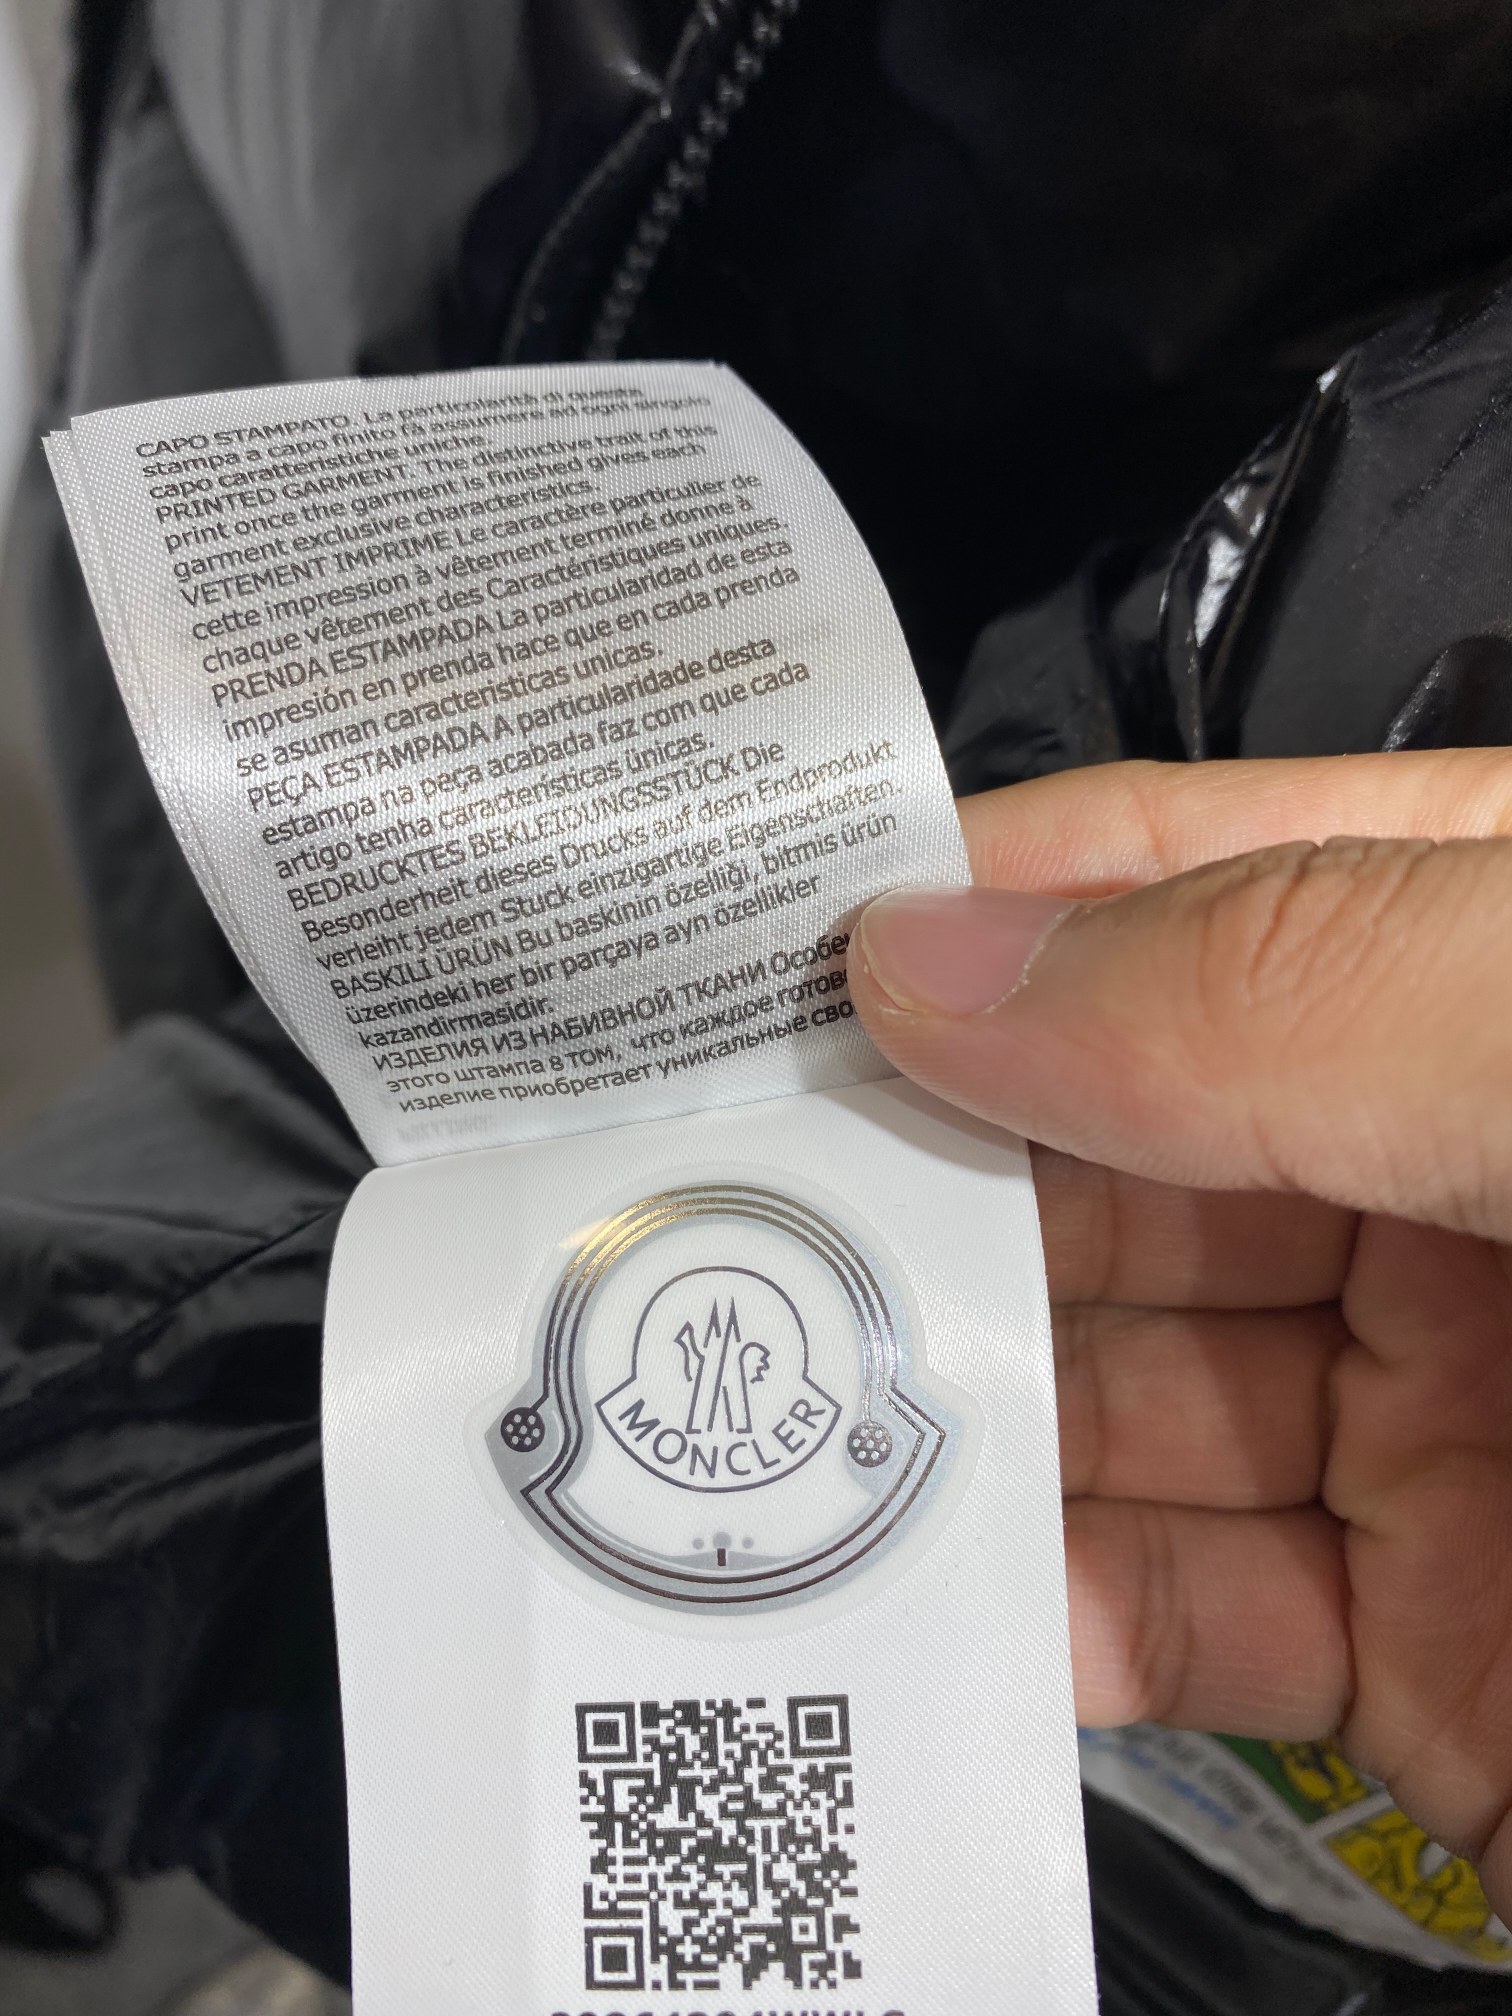 CAPO STAMPATO. La particolarità di questa
stampa a capo finito fà assumere ad ogni singolo
capo caratteristiche uniche.
PRINTED GARMENT. The distinctive trait of this
print once the garment is finished gives each
garment exclusive characteristics.
VETEMENT IMPRIME Le caractère particulier de
cette impression à vêtement terminé donne à
chaque vêtement des Caractéristiques uniques.
PRENDA ESTAMPADA La particularidad de esta
impresión en prenda hace que en cada prenda
se asuman caracteristicas unicas.
PEÇA ESTAMPADA A particularidade desta
estampa na peça acabada faz com que cada
artigo tenha características ünicas.
BEDRUCKTES BEKLEIDUNGSSTÜCK Die
Besonderheit dieses Drucks auf dem Endprodukt
verleiht jedem Stuck einzigartige Eigenschaften.
BASKILI ÜRÜN Bu baskinin özelliği, bitmis ürün
üzerindeki her bir parçaya ayn özellikler
kazandirmasidir.
ИЗДЕЛИЯ ИЗ НАБИВНОЙ ТКАНИ
этого штампа 8 том, что каждое
изделие приобретает уникальные
MONCLER